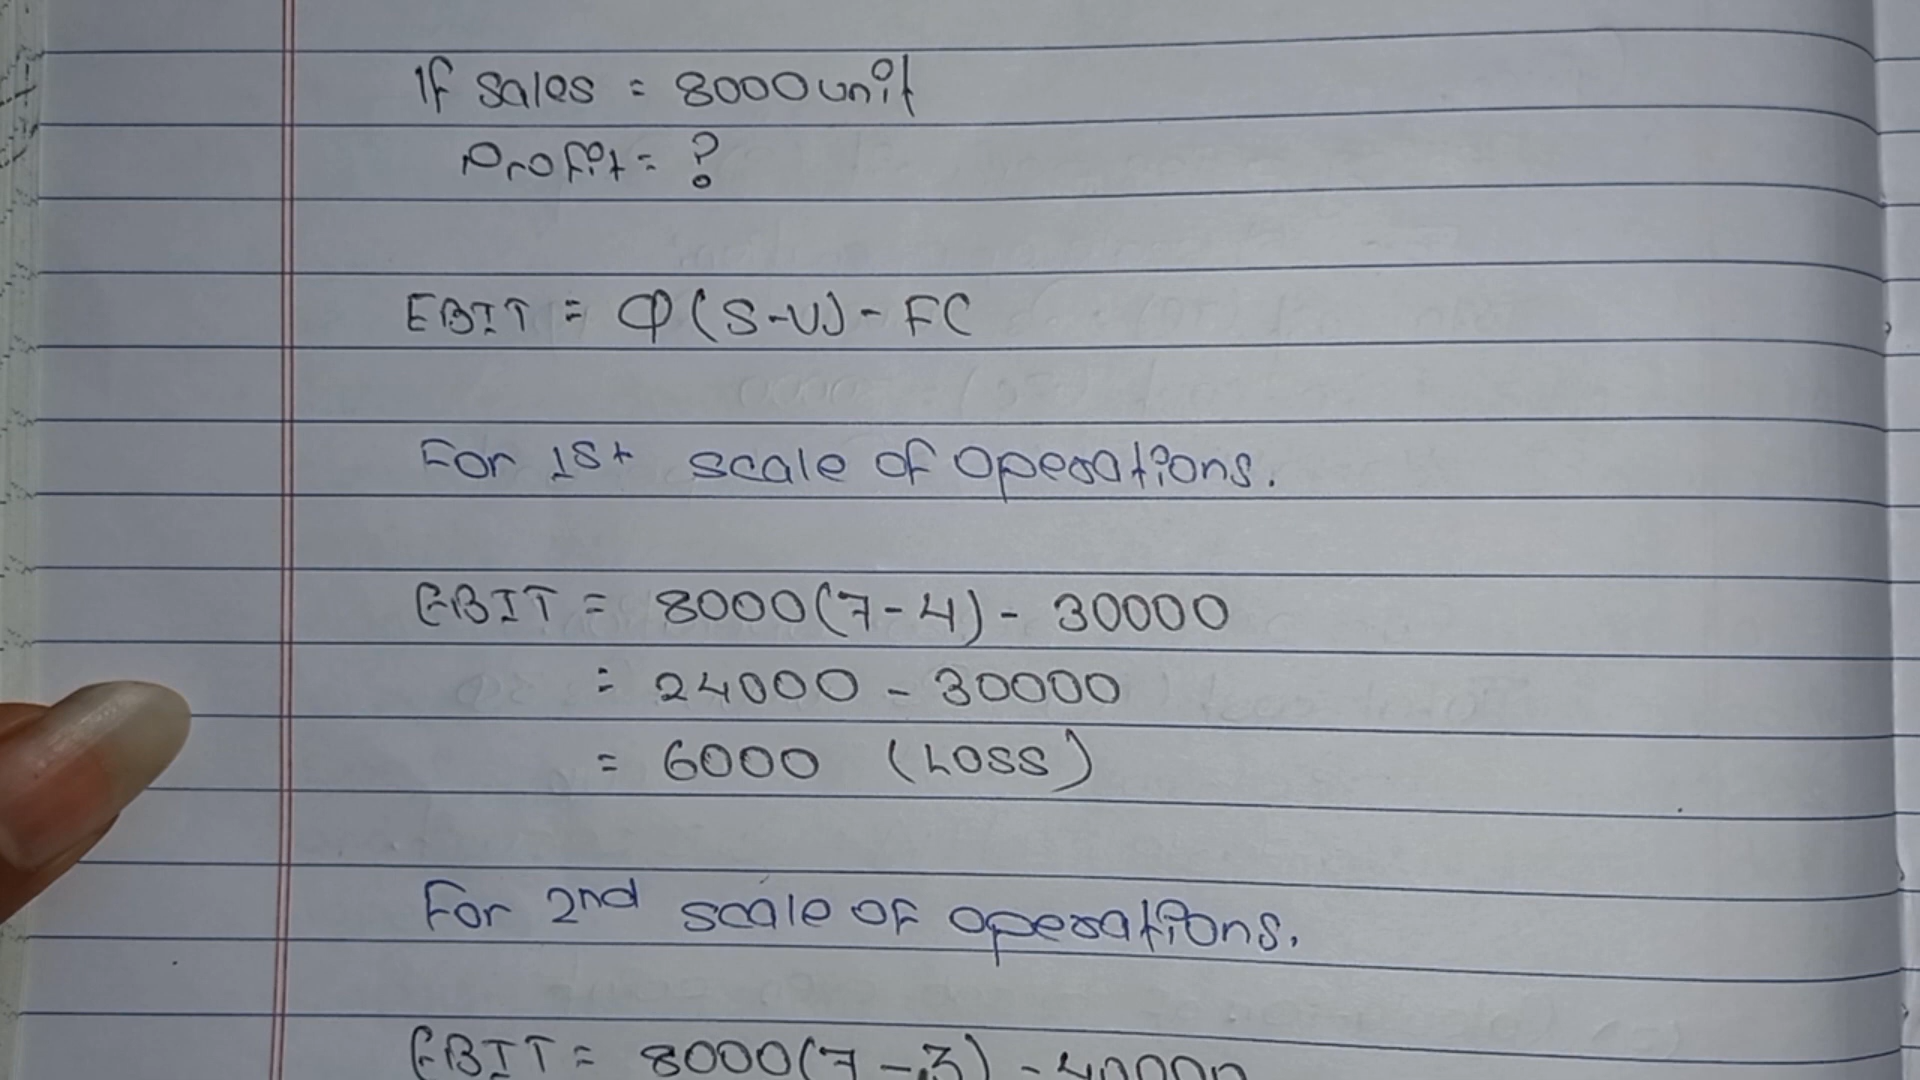 If sales = 8000 unit
Profit = ?
EBIT = Q(S-V) - FC
For 1st scale of operations.
EBIT = 8000(7-4) - 30000
= 24000 - 30000
= 6000 (Loss)
For 2nd scale of operations.
EBIT = 8000(7-3) - 40000